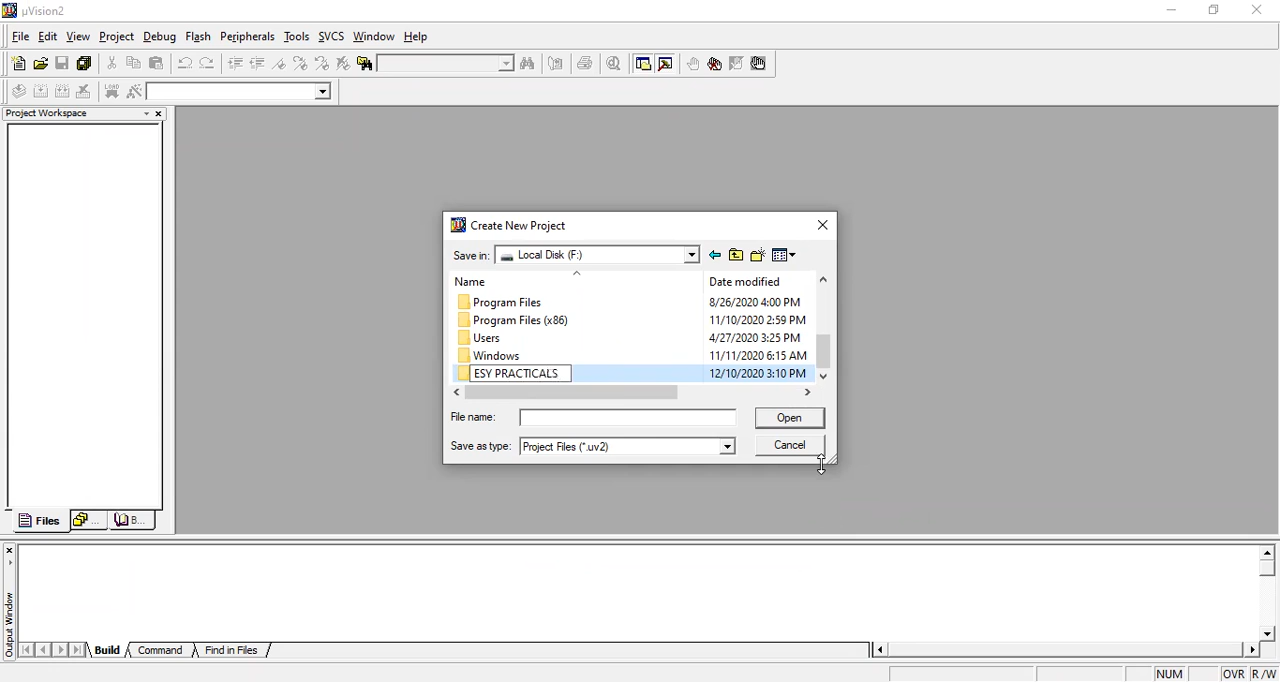 µVision2
File Edit View Project Debug Flash Peripherals Tools SVCS Window Help
LOAD
Project Workspace
Create New Project
Save in: Local Disk (F:)
Name Date modified
Program Files 8/26/2020 4:00 PM
Program Files (x86) 11/10/2020 2:59 PM
Users 4/27/2020 3:25 PM
Windows 11/11/2020 6:15 AM
ESY PRACTICALS 12/10/2020 3:10 PM
File name: Open
Save as type: Project Files (*.uv2) Cancel
Files ... B...
Output Window
Build Command Find in Files
NUM OVR R/W